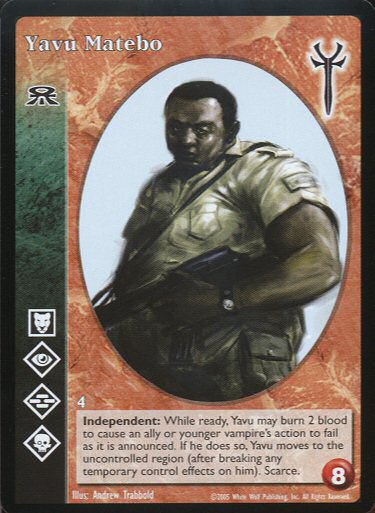 Yavu Matebo
4
Independent: While ready, Yavu may burn 2 blood
to cause an ally or younger vampire's action to fail
as it is announced. If he does so, Yavu moves to the
uncontrolled region (after breaking any
temporary control effects on him). Scarce.
8
Illus: Andrew Trabbold
©2005 White Wolf Publishing, Inc. All Rights Reserved.